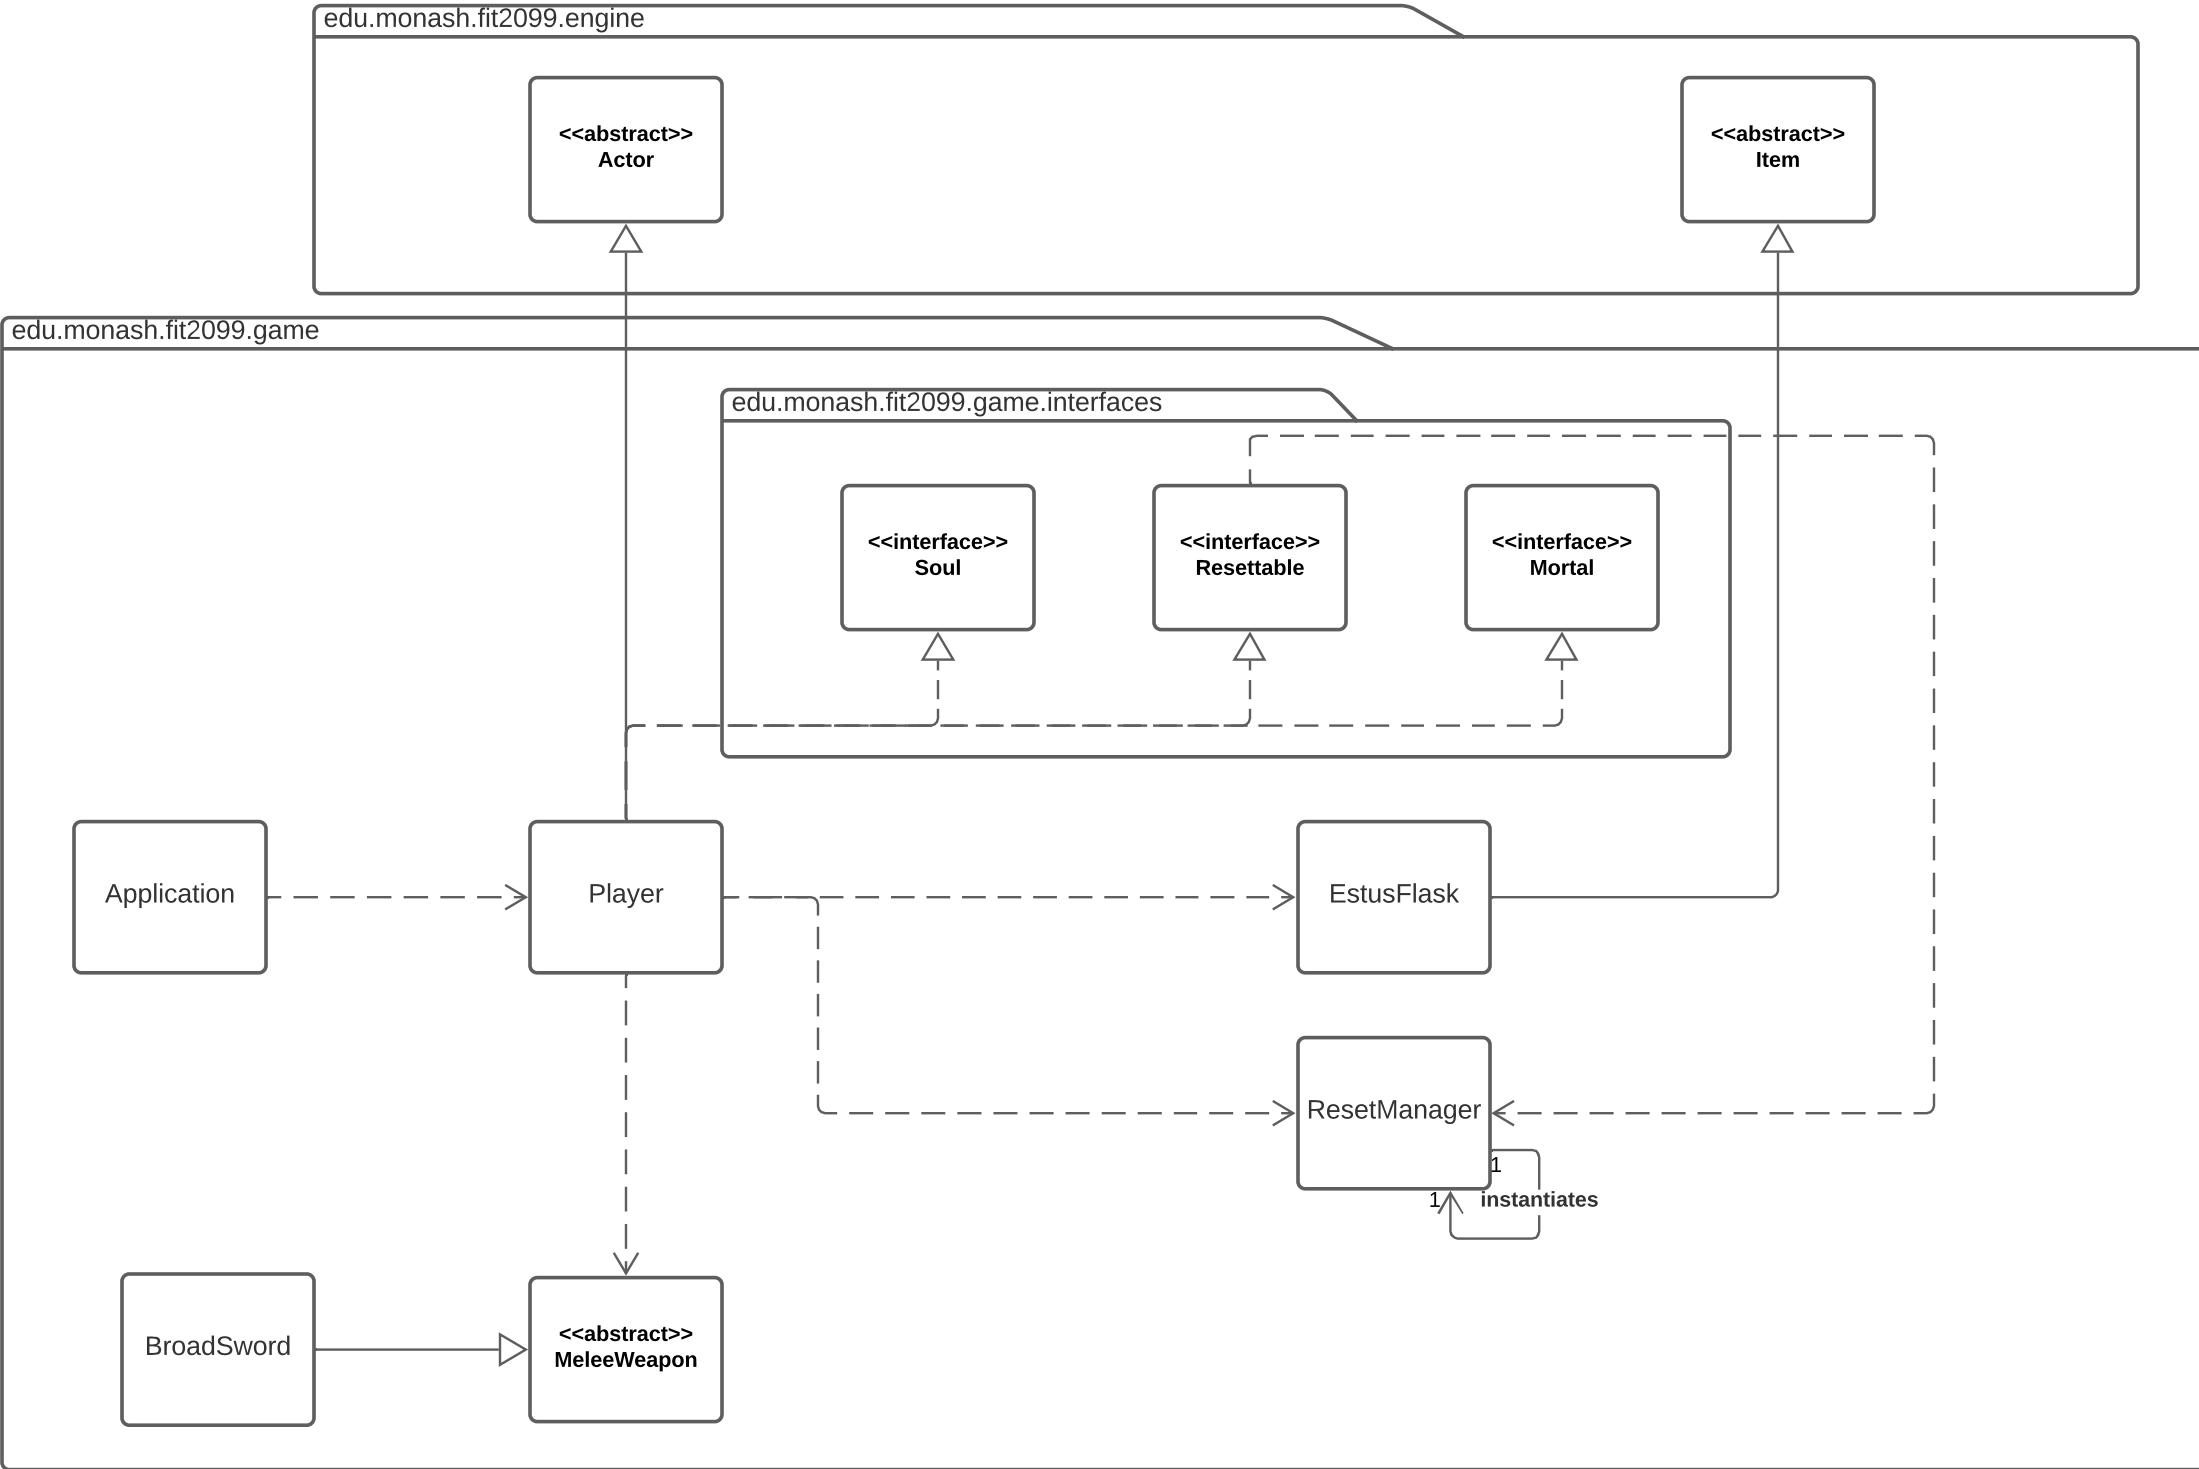 edu.monash.fit2099.engine
<<abstract>>
Actor
<<abstract>>
Item
edu.monash.fit2099.game
edu.monash.fit2099.game.interfaces
<<interface>>
Soul
<<interface>>
Resettable
<<interface>>
Mortal
Application
Player
EstusFlask
ResetManager
1
1
instantiates
BroadSword
<<abstract>>
MeleeWeapon